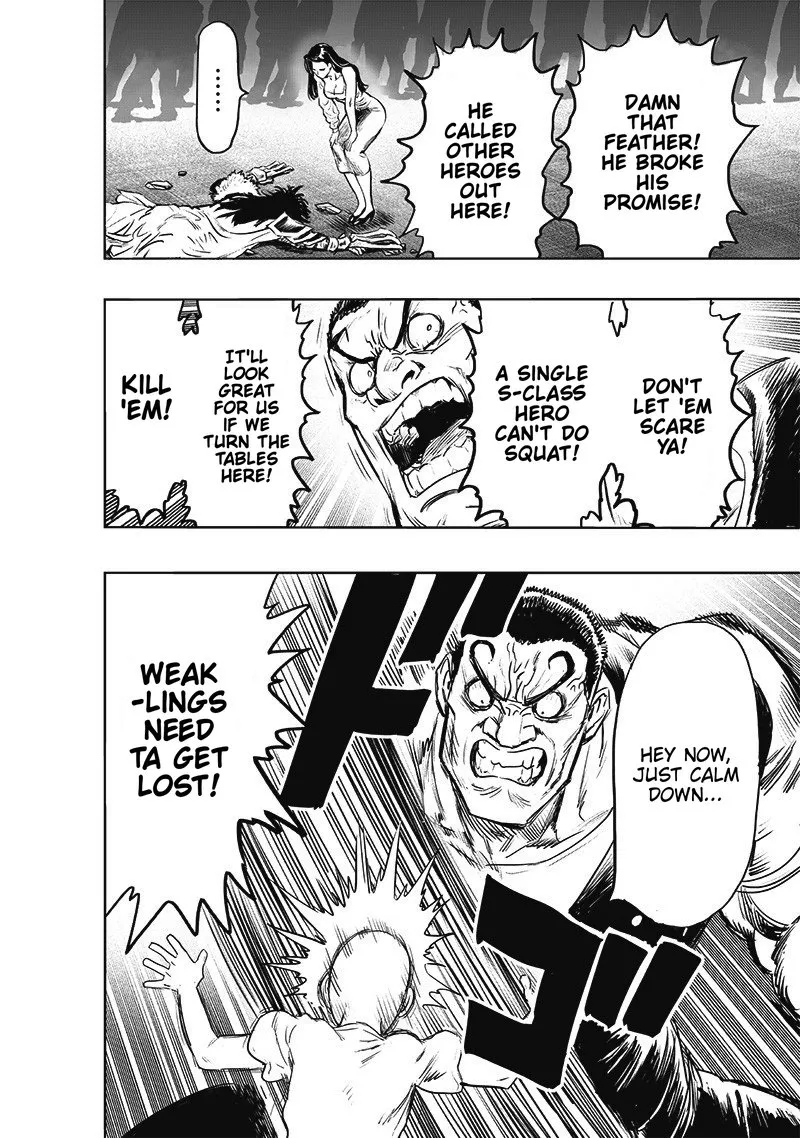 DAMN
THAT
FEATHER!
HE BROKE
HIS
PROMISE!
HE
CALLED
OTHER
HEROES
OUT
HERE!
........
DON'T
LET 'EM
SCARE
YA!
A SINGLE
S-CLASS
HERO
CAN'T DO
SQUAT!
IT'LL
LOOK
GREAT
FOR US
IF WE
TURN THE
TABLES
HERE!
KILL
'EM!
HEY NOW,
JUST CALM
DOWN...
WEAK
-LINGS
NEED
TA GET
LOST!
ドゴ